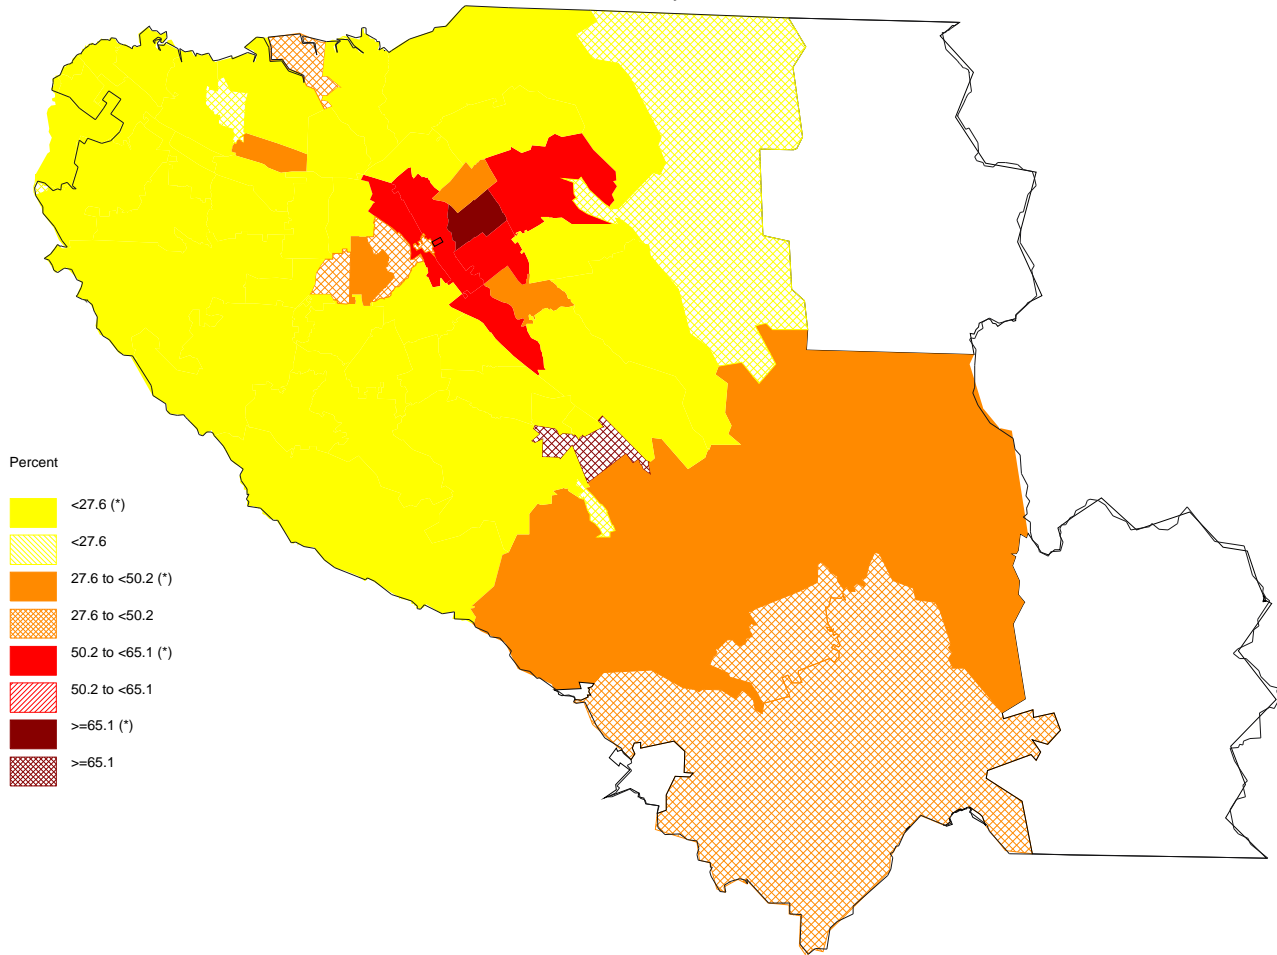 Percent
<27.6 (*)
<27.6
27.6 to <50.2 (*)
27.6 to <50.2
50.2 to <65.1 (*)
50.2 to <65.1
>=65.1 (*)
>=65.1